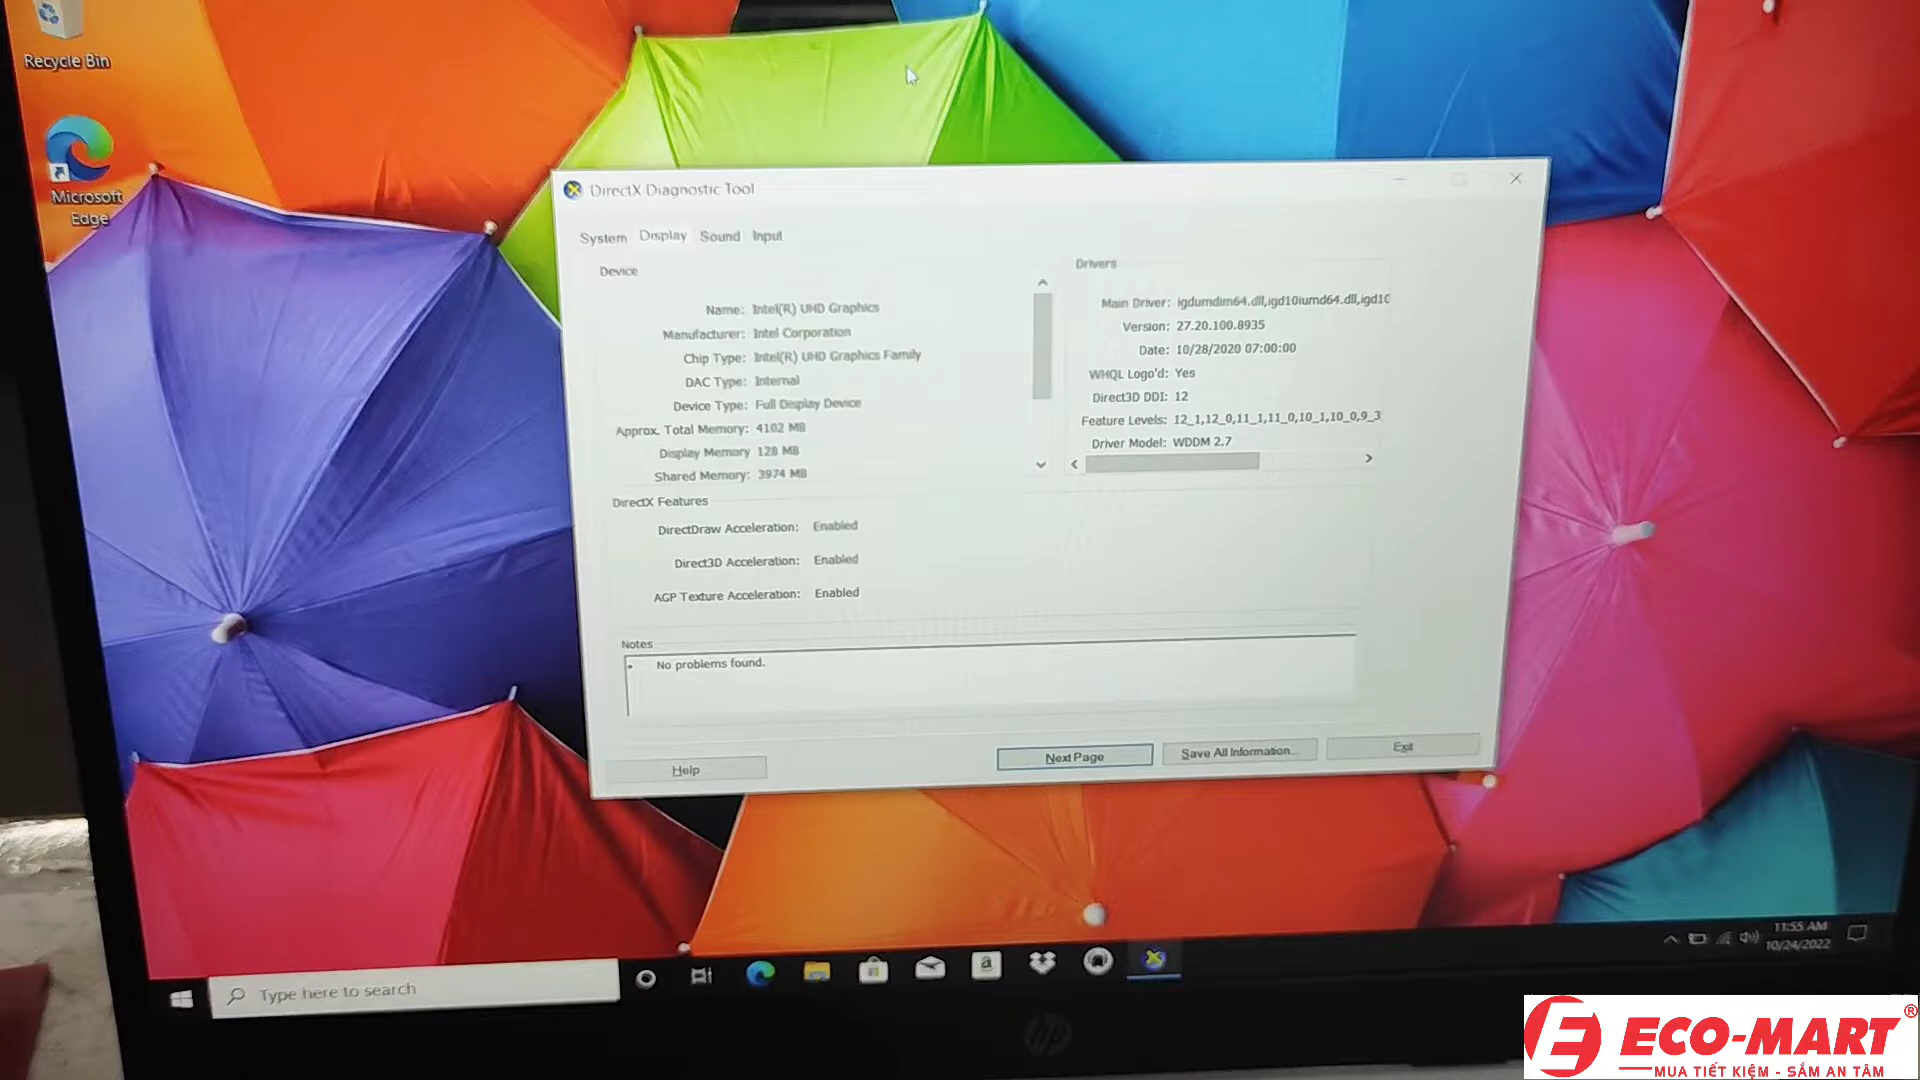 Recycle Bin
Microsoft
Edge
DirectX Diagnostic Tool
System Display Sound Input
Device
Name: Intel(R) UHD Graphics
Manufacturer: Intel Corporation
Chip Type: Intel(R) UHD Graphics Family
DAC Type: Internal
Device Type: Full Display Device
Approx. Total Memory: 4102 MB
Display Memory 128 MB
Shared Memory: 3974 MB
Drivers
Main Driver: igdumdim64.dll,igd10iumd64.dll,igd10
Version: 27.20.100.8935
Date: 10/28/2020 07:00:00
WHQL Logo'd: Yes
Direct3D DDI: 12
Feature Levels: 12_1,12_0,11_1,11_0,10_1,10_0,9_3
Driver Model: WDDM 2.7
DirectX Features
DirectDraw Acceleration: Enabled
Direct3D Acceleration: Enabled
AGP Texture Acceleration: Enabled
Notes
No problems found.
Help
Next Page
Save All Information...
Exit
Type here to search
a
11:55 AM
10/24/2022
hp
ECO-MART®
MUA TIẾT KIỆM - SẮM AN TÂM